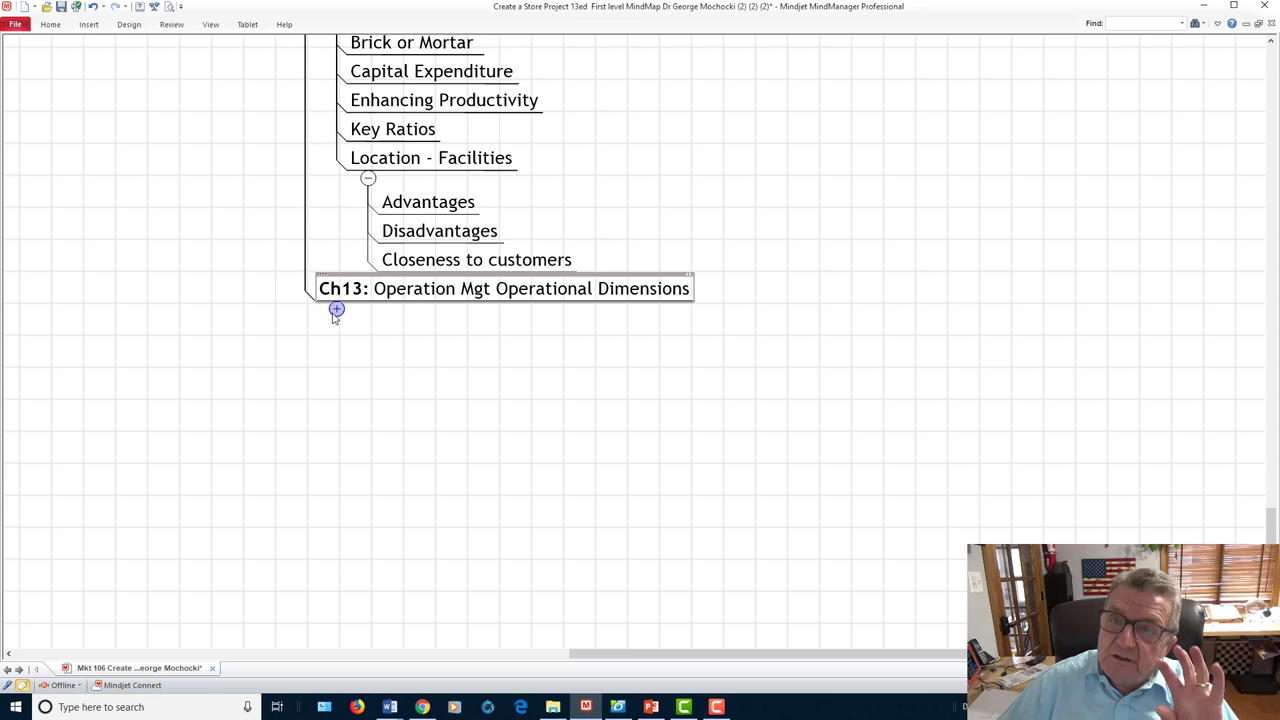 Create a Store Project 13ed First level MindMap Dr George Mochocki (2) (2) (2)* - Mindjet MindManager Professional
File Home Insert Design Review View Tablet Help Find:
Brick or Mortar
Capital Expenditure
Enhancing Productivity
Key Ratios
Location - Facilities
Advantages
Disadvantages
Closeness to customers
Ch13: Operation Mgt Operational Dimensions
Mkt 106 Create ...eorge Mochocki*
Offline Mindjet Connect
Type here to search